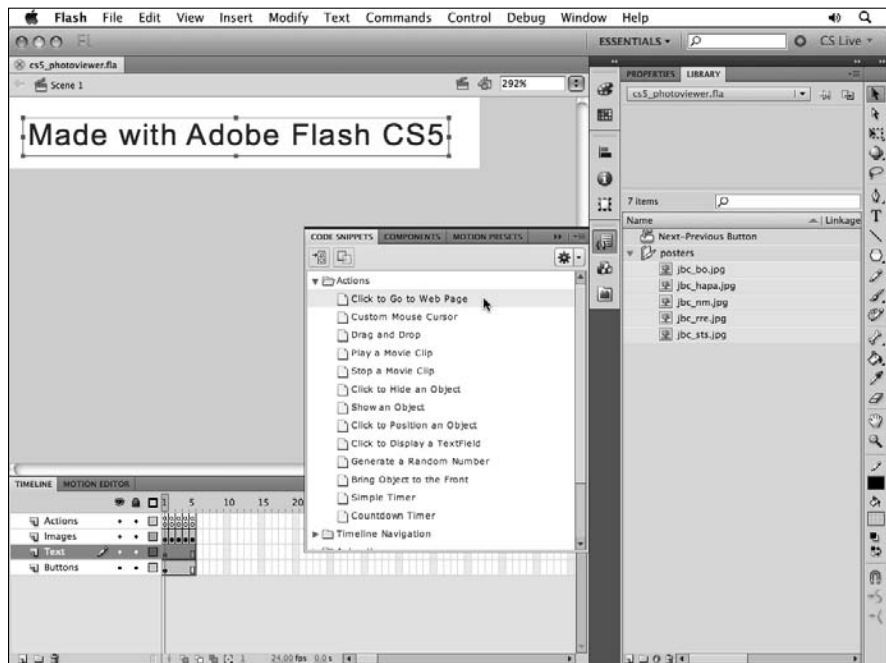 Flash File Edit View Insert Modify Text Commands Control Debug Window Help
ESSENTIALS
CS Live
cs5_photoviewer.fla
Scene 1
292%
Made with Adobe Flash CS5
CODE SNIPPETS COMPONENTS MOTION PRESETS
Actions
Click to Go to Web Page
Custom Mouse Cursor
Drag and Drop
Play a Movie Clip
Stop a Movie Clip
Click to Hide an Object
Show an Object
Click to Position an Object
Click to Display a TextField
Generate a Random Number
Bring Object to the Front
Simple Timer
Countdown Timer
Timeline Navigation
PROPERTIES LIBRARY
cs5_photoviewer.fla
7 items
Name Linkage
Next-Previous Button
posters
jbc_bo.jpg
jbc_hapa.jpg
jbc_nm.jpg
jbc_rre.jpg
jbc_sts.jpg
TIMELINE MOTION EDITOR
1 5 10 15 20
Actions
Images
Text
Buttons
1 24.00 fps 0.0 s